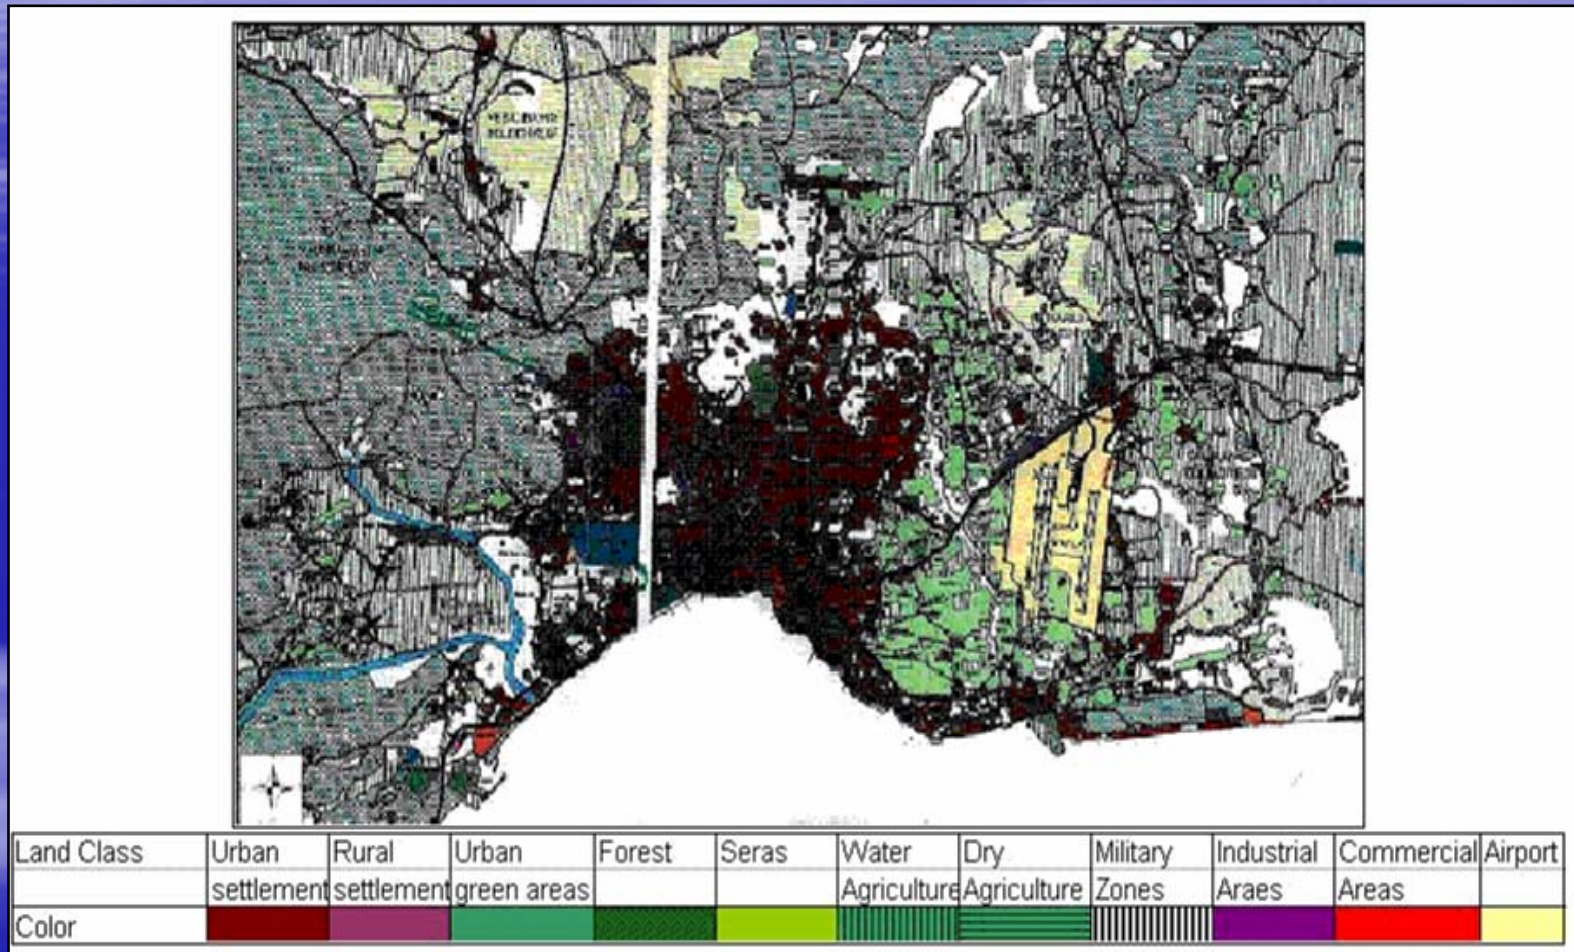 Land Class Urban Rural Urban Forest Seras Water Dry Military Industrial Commercial Airport
settlement settlement green areas Agriculture Agriculture Zones Araes Areas
Color